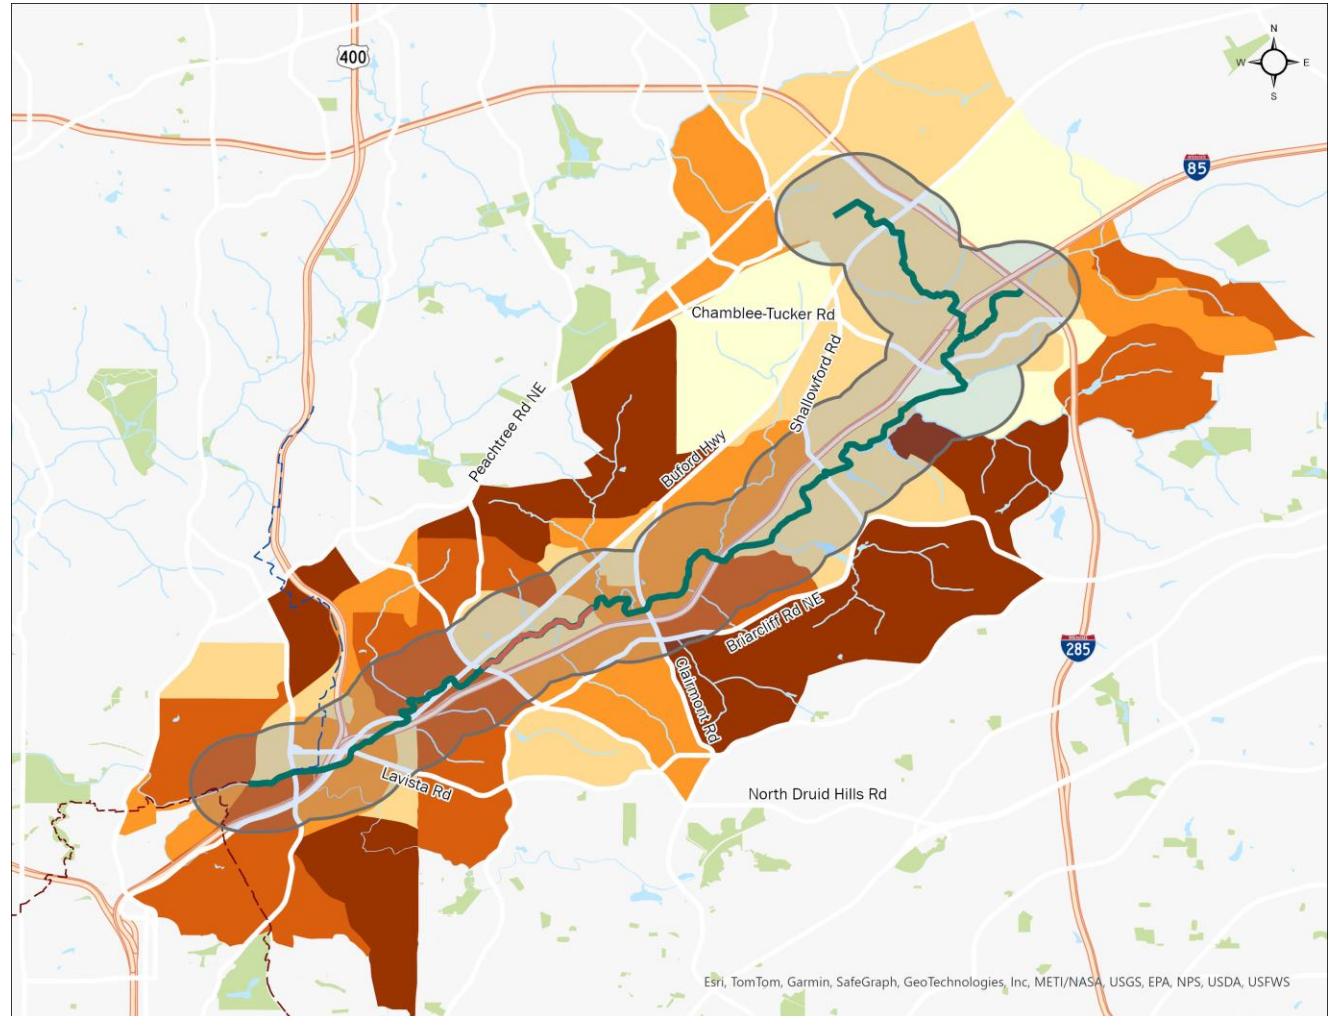 N
W E
S
400
85
Chamblee-Tucker Rd
Shallowford Rd
Peachtree Rd NE
Buford Hwy
Briarcliff Rd NE
285
Clairmont Rd
Lavista Rd
North Druid Hills Rd
Esri, TomTom, Garmin, SafeGraph, GeoTechnologies, Inc, METI/NASA, USGS, EPA, NPS, USDA, USFWS